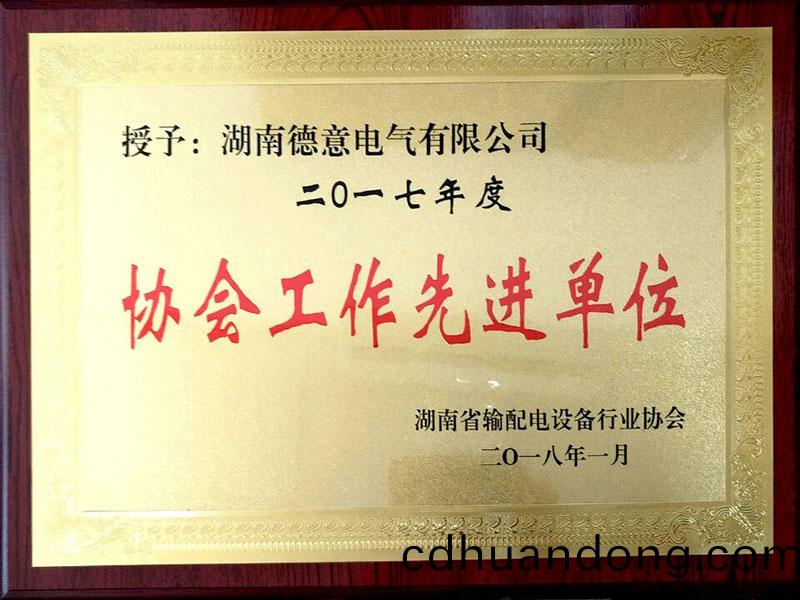 授予：湖南德意电气有限公司
二〇一七年度
协会工作先进单位
湖南省输配电设备行业协会
二〇一八年一月
cdhuandong.com